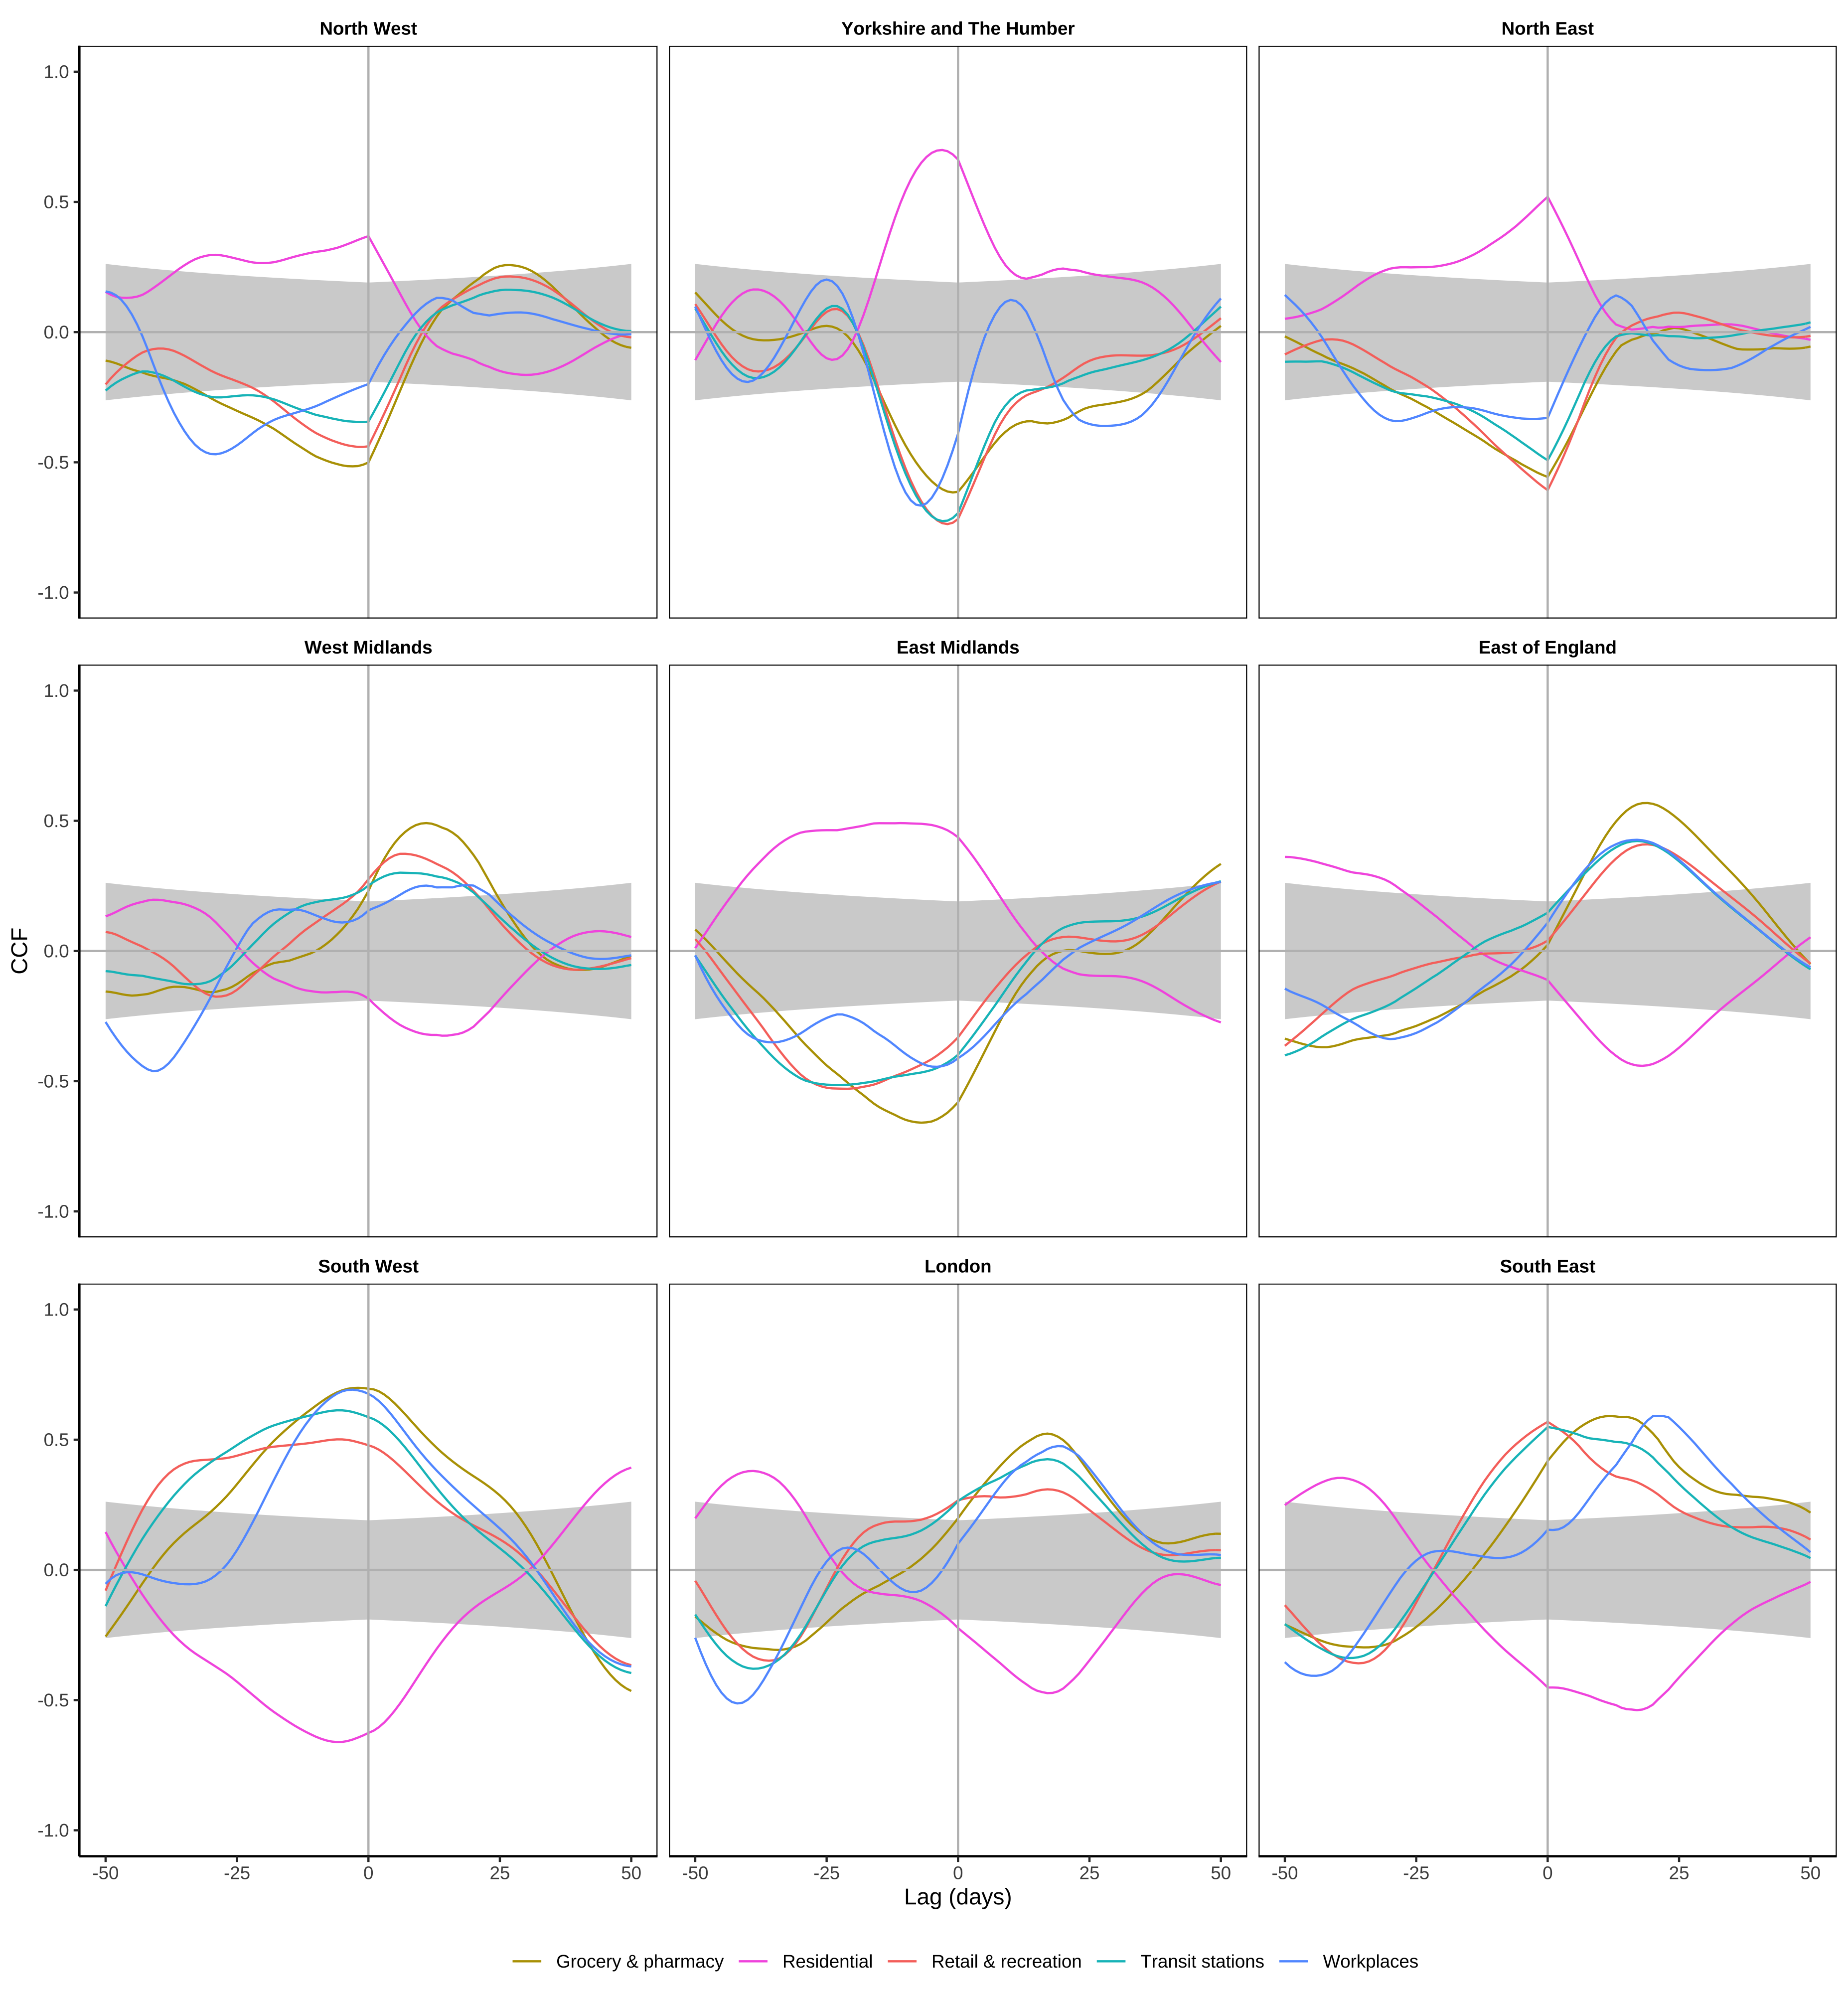 North West Yorkshire and The Humber North East
1.0
0.5
0.0
-0.5
-1.0
West Midlands East Midlands East of England
1.0
0.5
0.0
-0.5
-1.0
CCF
South West London South East
1.0
0.5
0.0
-0.5
-1.0
-50 -25 0 25 50 -50 -25 0 25 50 -50 -25 0 25 50
Lag (days)
Grocery & pharmacy Residential Retail & recreation Transit stations Workplaces